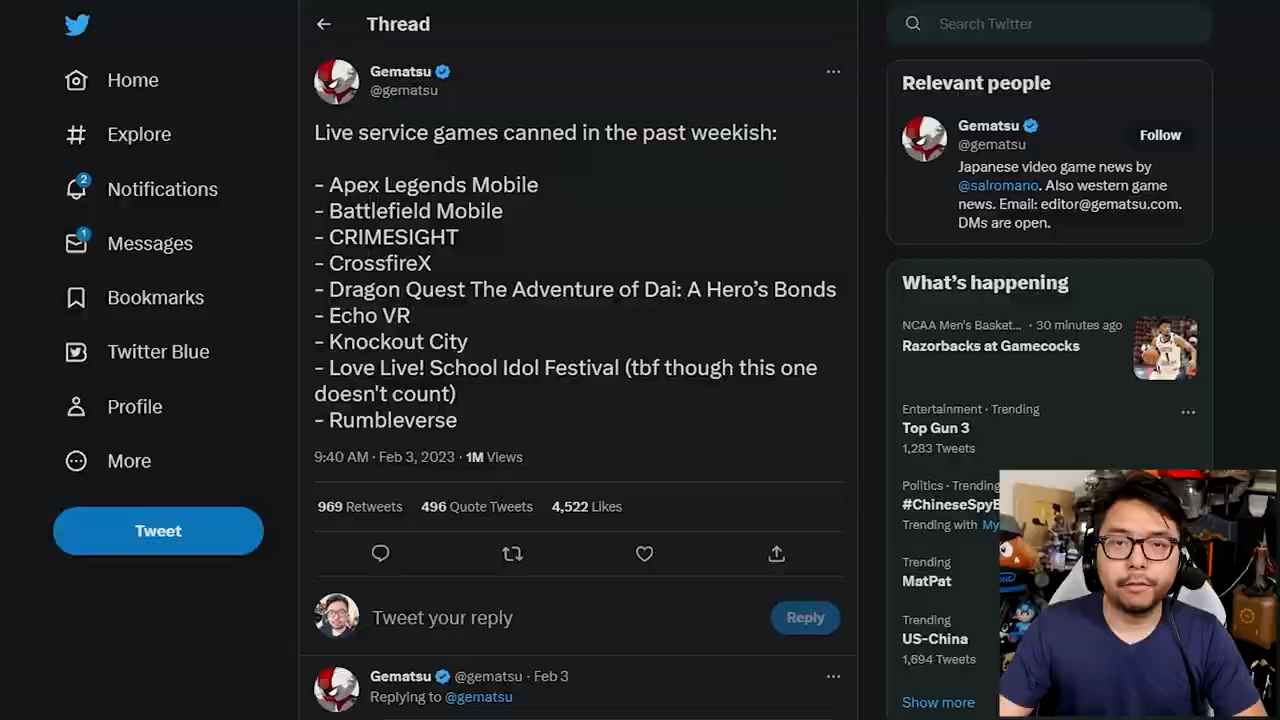 Home
Explore
2
Notifications
1
Messages
Bookmarks
Twitter Blue
Profile
More
Tweet
Thread
Gematsu
@gematsu
Live service games canned in the past weekish:
- Apex Legends Mobile
- Battlefield Mobile
- CRIMESIGHT
- CrossfireX
- Dragon Quest The Adventure of Dai: A Hero's Bonds
- Echo VR
- Knockout City
- Love Live! School Idol Festival (tbf though this one
doesn't count)
- Rumbleverse
9:40 AM · Feb 3, 2023 · 1M Views
969 Retweets 496 Quote Tweets 4,522 Likes
Tweet your reply
Reply
Gematsu @gematsu · Feb 3
Replying to @gematsu
Search Twitter
Relevant people
Gematsu
@gematsu
Follow
Japanese video game news by
@salromano. Also western game
news. Email: editor@gematsu.com.
DMs are open.
What's happening
NCAA Men's Basket... · 30 minutes ago
Razorbacks at Gamecocks
Entertainment · Trending
Top Gun 3
1,283 Tweets
Politics · Trending
#ChineseSpyB
Trending with My
Trending
MatPat
Trending
US-China
1,694 Tweets
Show more